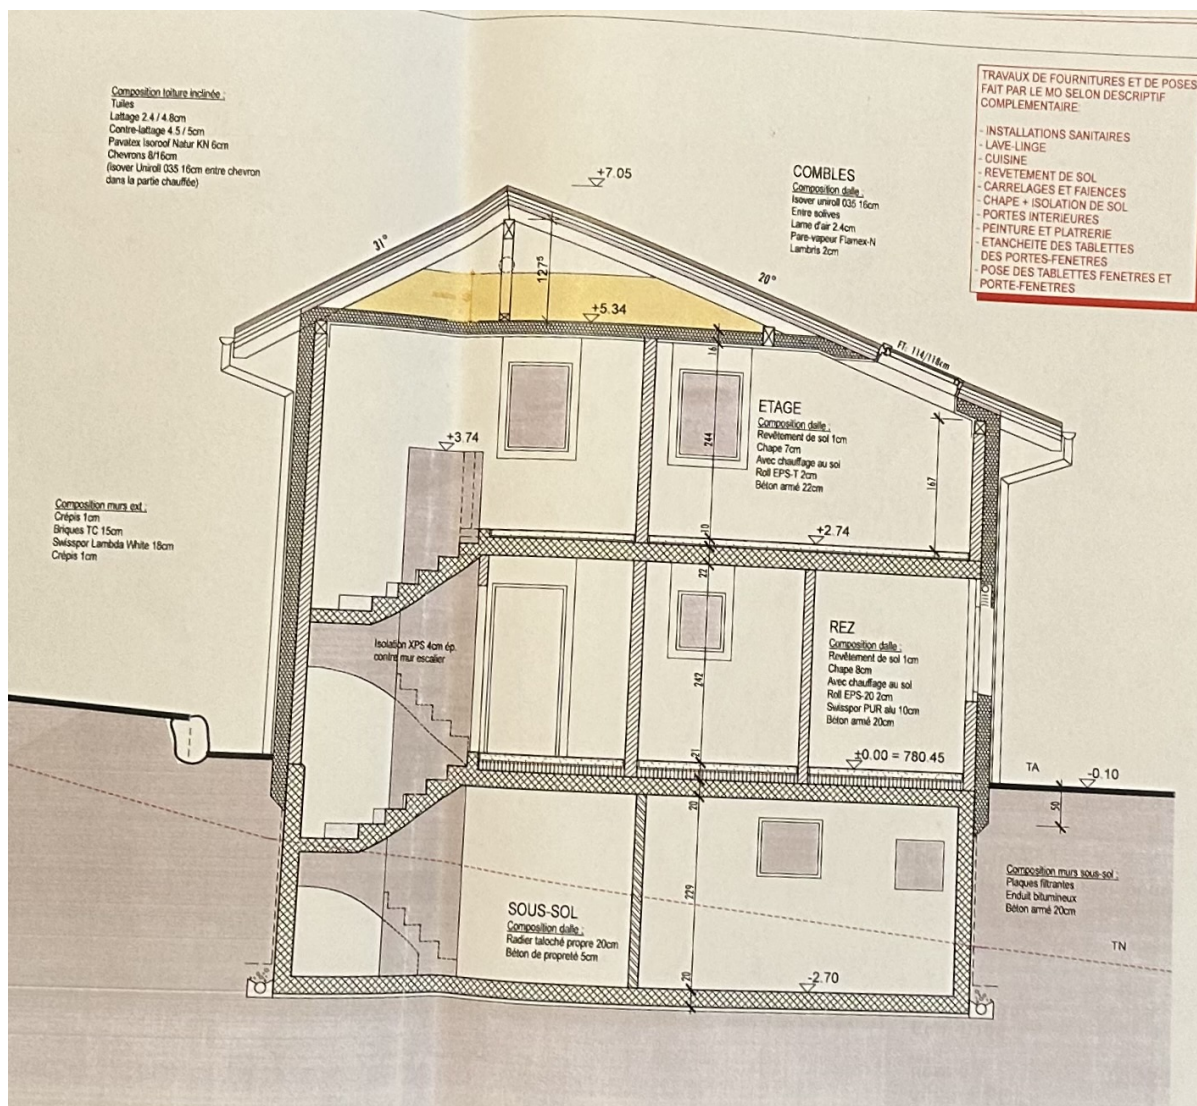 Composition toiture inclinée :
Tuiles
Lattage 2.4 / 4.8cm
Contre-lattage 4.5 / 5cm
Pavatex Isoroof Natur KN 6cm
Chevrons 8/16cm
(Isover Uniroll 035 16cm entre chevron
dans la partie chauffée)
TRAVAUX DE FOURNITURES ET DE POSES
FAIT PAR LE MO SELON DESCRIPTIF
COMPLEMENTAIRE:
- INSTALLATIONS SANITAIRES
- LAVE-LINGE
- CUISINE
- REVETEMENT DE SOL
- CARRELAGES ET FAIENCES
- CHAPE + ISOLATION DE SOL
- PORTES INTERIEURES
- PEINTURE ET PLATRERIE
- ETANCHEITE DES TABLETTES
DES PORTES-FENETRES
- POSE DES TABLETTES FENETRES ET
PORTE-FENETRES
+7.05
COMBLES
Composition dalle :
Isover uniroll 035 16cm
Entre solives
Lame d'air 2.4cm
Pare-vapeur Flamex-N
Lambris 2cm
31°
127⁵
20°
+5.34
FT: 114/118cm
16
ETAGE
Composition dalle :
Revêtement de sol 1cm
Chape 7cm
Avec chauffage au sol
Roll EPS-T 2cm
Béton armé 22cm
+3.74
244
167
10
+2.74
Composition murs ext :
Crépis 1cm
Briques TC 15cm
Swisspor Lambda White 18cm
Crépis 1cm
22
Isolation XPS 4cm ép.
contre mur escalier
REZ
Composition dalle :
Revêtement de sol 1cm
Chape 8cm
Avec chauffage au sol
Roll EPS-20 2cm
Swisspor PUR alu 10cm
Béton armé 20cm
242
21
±0.00 = 780.45
TA
-0.10
20
50
229
SOUS-SOL
Composition dalle :
Radier taloché propre 20cm
Béton de propreté 5cm
Composition murs sous-sol :
Plaques filtrantes
Enduit bitumineux
Béton armé 20cm
TN
20
-2.70